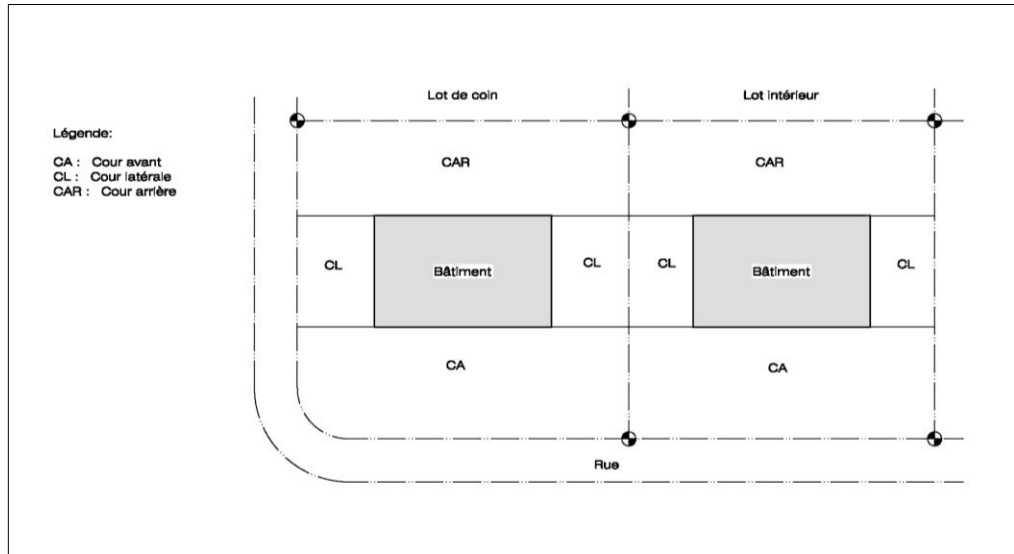 Lot de coin
Lot intérieur
Légende:
CA : Cour avant
CL : Cour latérale
CAR : Cour arrière
CAR
CAR
CL
Bâtiment
CL
CL
Bâtiment
CL
CA
CA
Rue